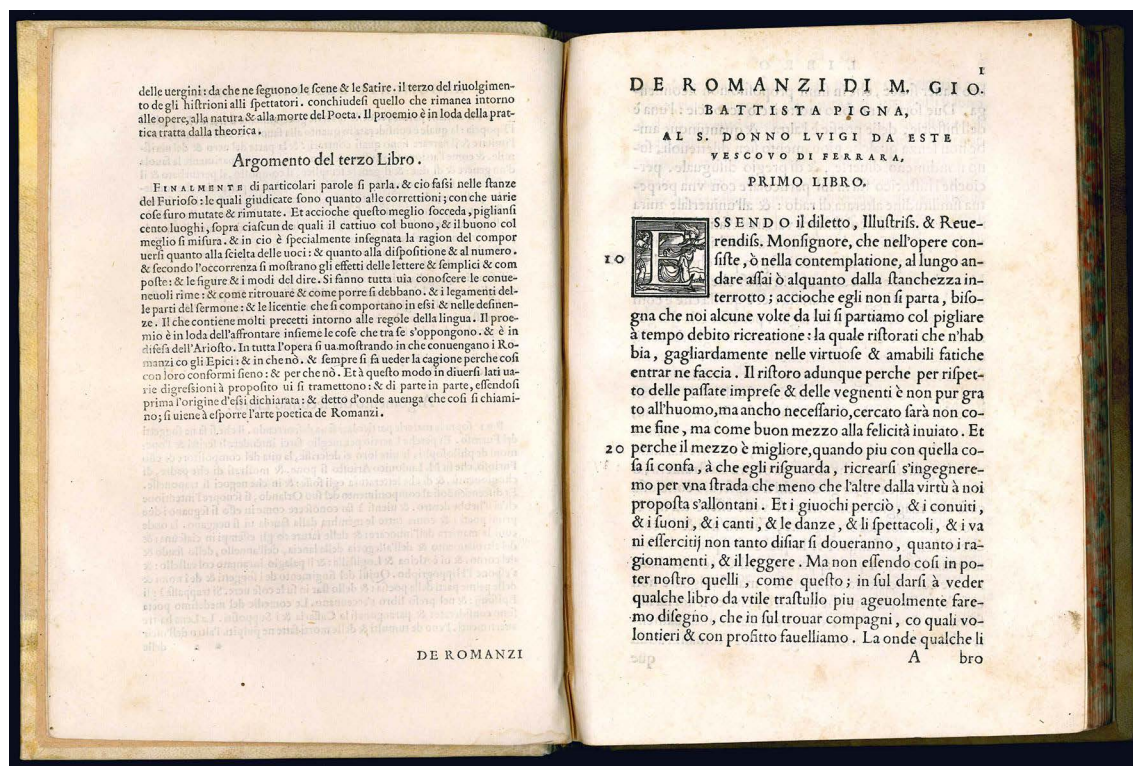 delle uergini: da che ne ſeguono le ſcene & le Satire. il terzo del riuolgimen-
to de gli hiſtrioni alli ſpettatori. conchiudeſi quello che rimanea intorno
alle opere, alla natura & alla morte del Poeta. Il proemio è in loda della prat-
tica tratta dalla theorica.
Argomento del terzo Libro.
FINALMENTE di particolari parole ſi parla. & cio faſsi nelle ſtanze
del Furioſo: le quali giudicate ſono quanto alle correttioni; con che uarie
coſe furo mutate & rimutate. Et accioche queſto meglio ſocceda, piglianſi
cento luoghi, ſopra ciaſcun de quali il cattiuo col buono, & il buono col
meglio ſi miſura. & in cio è ſpecialmente inſegnata la ragion del compor
uerſi quanto alla ſcielta delle uoci: & quanto alla diſpoſitione & al numero.
& ſecondo l'occorrenza ſi moſtrano gli effetti delle lettere & ſemplici & com
poſte: & le figure & i modi del dire. Si fanno tutta uia conoſcere le conue-
neuoli rime: & come ritrouare & come porre ſi debbano. & i legamenti del-
le parti del ſermone: & le licentie che ſi comportano in eſsi & nelle deſinen-
ze. Il che contiene molti precetti intorno alle regole della lingua. Il proe-
mio è in loda dell'affrontare inſieme le coſe che tra ſe s'oppongono. & è in
difeſa dell'Arioſto. In tutta l'opera ſi ua moſtrando in che conuengano i Ro-
manzi co gli Epici: & in che nò. & ſempre ſi fa ueder la cagione perche coſi
con loro conformi ſieno: & per che nò. Et à queſto modo in diuerſi lati ua-
rie digreſsioni à propoſito ui ſi tramettono: & di parte in parte, eſſendoſi
prima l'origine d'eſsi dichiarata: & detto d'onde auenga che coſi ſi chiami-
no; ſi uiene à eſporre l'arte poetica de Romanzi.
DE ROMANZI
1
DE ROMANZI DI M. GIO.
BATTISTA PIGNA,
AL S. DONNO LVIGI DA ESTE
VESCOVO DI FERRARA,
PRIMO LIBRO.
ESSENDO il diletto, Illuſtriſs. & Reue-
rendiſs. Monſignore, che nell'opere con-
10 ſiſte, ò nella contemplatione, al lungo an-
dare aſſai ò alquanto dalla ſtanchezza in-
terrotto; accioche egli non ſi parta, biſo-
gna che noi alcune volte da lui ſi partiamo col pigliare
à tempo debito ricreatione: la quale riſtorati che n'hab
bia, gagliardamente nelle virtuoſe & amabili fatiche
entrar ne faccia. Il riſtoro adunque perche per riſpet-
to delle paſſate impreſe & delle vegnenti è non pur gra
to all'huomo, ma ancho neceſſario, cercato ſarà non co-
me fine, ma come buon mezzo alla felicità inuiato. Et
20 perche il mezzo è migliore, quando piu con quella co-
ſa ſi confa, à che egli riſguarda, ricrearſi s'ingegnere-
mo per vna ſtrada che meno che l'altre dalla virtù à noi
propoſta s'allontani. Et i giuochi perciò, & i conuiti,
& i ſuoni, & i canti, & le danze, & li ſpettacoli, & i va
ni eſſercitij non tanto diſiar ſi doueranno, quanto i ra-
gionamenti, & il leggere. Ma non eſſendo coſi in po-
ter noſtro quelli, come queſto; in ſul darſi à veder
qualche libro da vtile traſtullo piu ageuolmente fare-
mo diſegno, che in ſul trouar compagni, co quali vo-
lontieri & con profitto fauelliamo. La onde qualche li
A bro